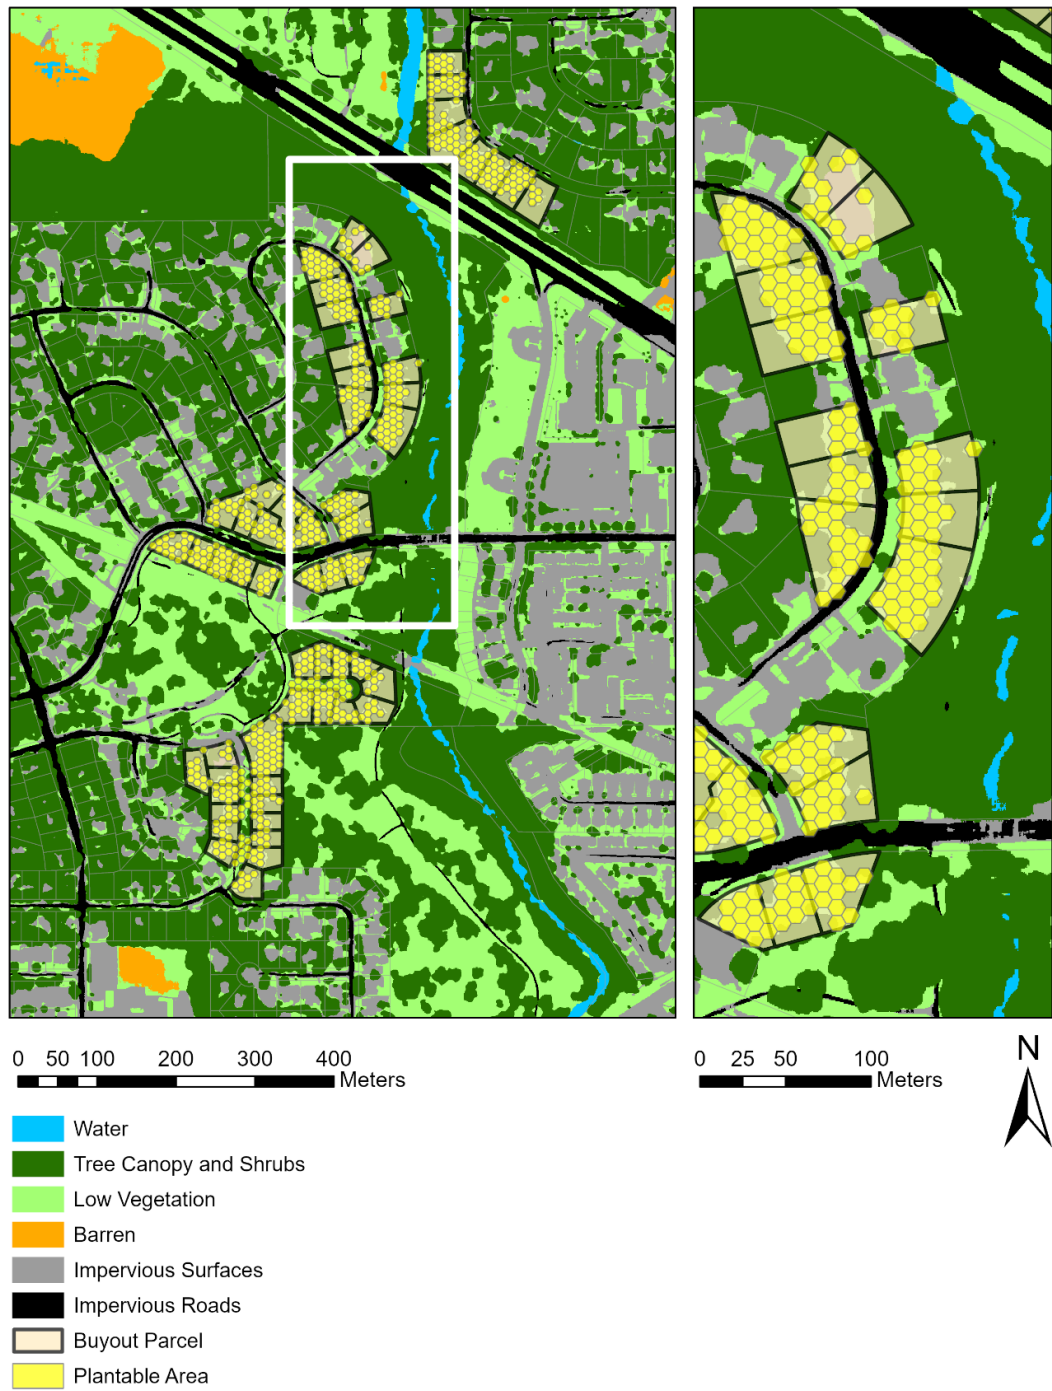 0 50 100 200 300 400
Meters
0 25 50 100
Meters
N
Water
Tree Canopy and Shrubs
Low Vegetation
Barren
Impervious Surfaces
Impervious Roads
Buyout Parcel
Plantable Area